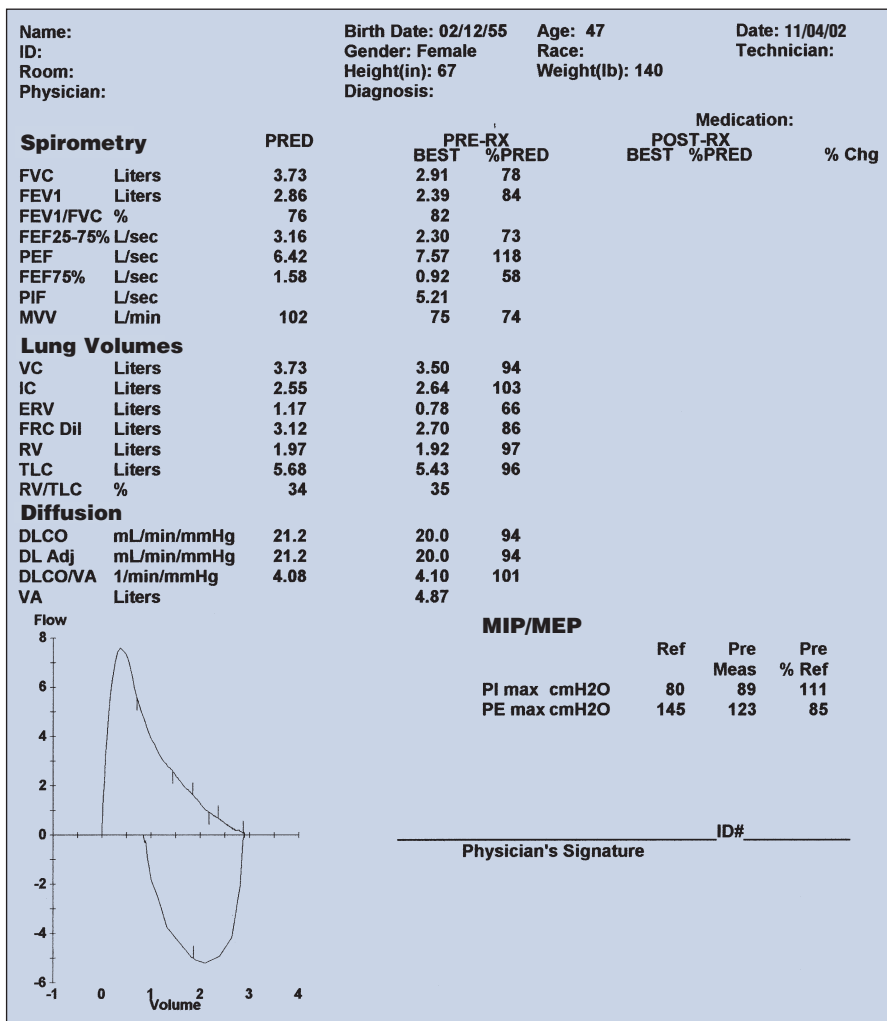 Name: Birth Date: 02/12/55 Age: 47 Date: 11/04/02
ID: Gender: Female Race: Technician:
Room: Height(in): 67 Weight(lb): 140
Physician: Diagnosis:
Medication:
Spirometry PRED PRE-RX POST-RX
BEST %PRED BEST %PRED % Chg
FVC Liters 3.73 2.91 78
FEV1 Liters 2.86 2.39 84
FEV1/FVC % 76 82
FEF25-75% L/sec 3.16 2.30 73
PEF L/sec 6.42 7.57 118
FEF75% L/sec 1.58 0.92 58
PIF L/sec 5.21
MVV L/min 102 75 74
Lung Volumes
VC Liters 3.73 3.50 94
IC Liters 2.55 2.64 103
ERV Liters 1.17 0.78 66
FRC Dil Liters 3.12 2.70 86
RV Liters 1.97 1.92 97
TLC Liters 5.68 5.43 96
RV/TLC % 34 35
Diffusion
DLCO mL/min/mmHg 21.2 20.0 94
DL Adj mL/min/mmHg 21.2 20.0 94
DLCO/VA 1/min/mmHg 4.08 4.10 101
VA Liters 4.87
Flow
8
6
4
2
0
-2
-4
-6
-1 0 1 2 3 4
Volume
MIP/MEP
Ref Pre Pre
Meas % Ref
PI max cmH2O 80 89 111
PE max cmH2O 145 123 85
ID#
Physician's Signature